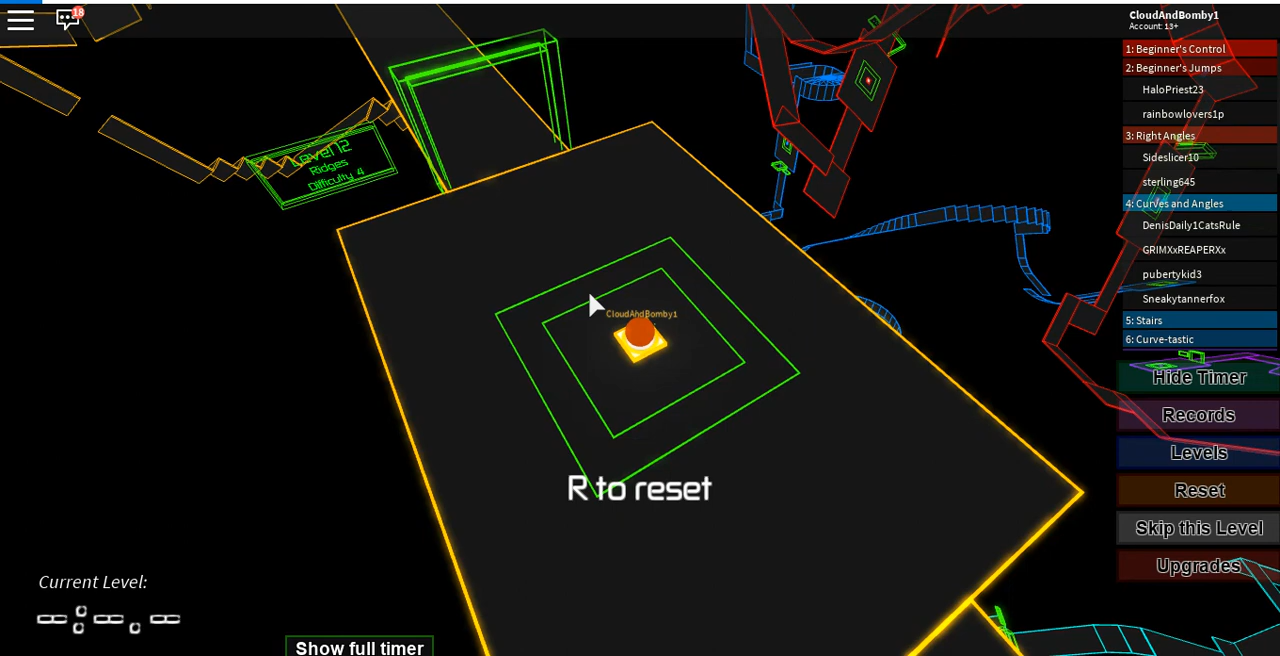 18
CloudAndBomby1
Account: 13+
1: Beginner's Control
2: Beginner's Jumps
HaloPriest23
rainbowlovers1p
3: Right Angles
Sideslicer10
sterling645
4: Curves and Angles
DenisDaily1CatsRule
GRIMXxREAPERXx
pubertykid3
Sneakytannerfox
5: Stairs
6: Curve-tastic
Level 12
Ridges
Difficulty 4
CloudAndBomby1
R to reset
Hide Timer
Records
Levels
Reset
Skip this Level
Upgrades
Current Level:
Show full timer